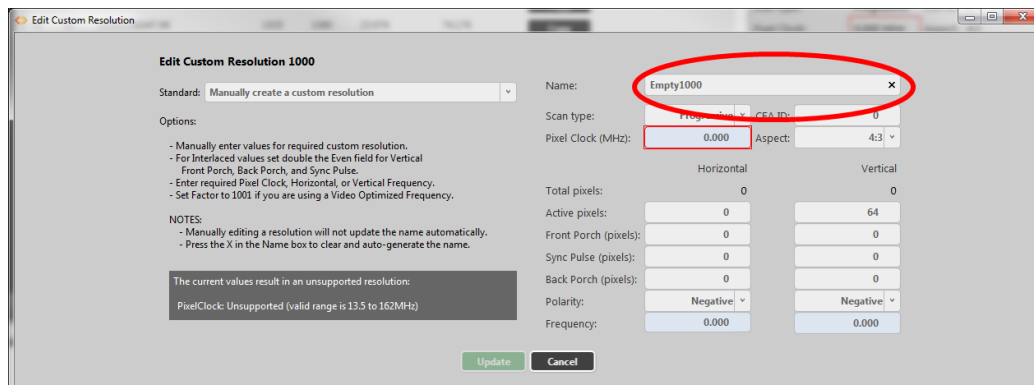 Edit Custom Resolution
Edit Custom Resolution 1000
Standard: Manually create a custom resolution
Options:
- Manually enter values for required custom resolution.
- For Interlaced values set double the Even field for Vertical
Front Porch, Back Porch, and Sync Pulse.
- Enter required Pixel Clock, Horizontal, or Vertical Frequency.
- Set Factor to 1001 if you are using a Video Optimized Frequency.
NOTES:
- Manually editing a resolution will not update the name automatically.
- Press the X in the Name box to clear and auto-generate the name.
The current values result in an unsupported resolution:
PixelClock: Unsupported (valid range is 13.5 to 162MHz)
Name: Empty1000
Scan type: Progressive CEA ID: 0
Pixel Clock (MHz): 0.000 Aspect: 4:3
Horizontal Vertical
Total pixels: 0 0
Active pixels: 0 64
Front Porch (pixels): 0 0
Sync Pulse (pixels): 0 0
Back Porch (pixels): 0 0
Polarity: Negative Negative
Frequency: 0.000 0.000
Update Cancel